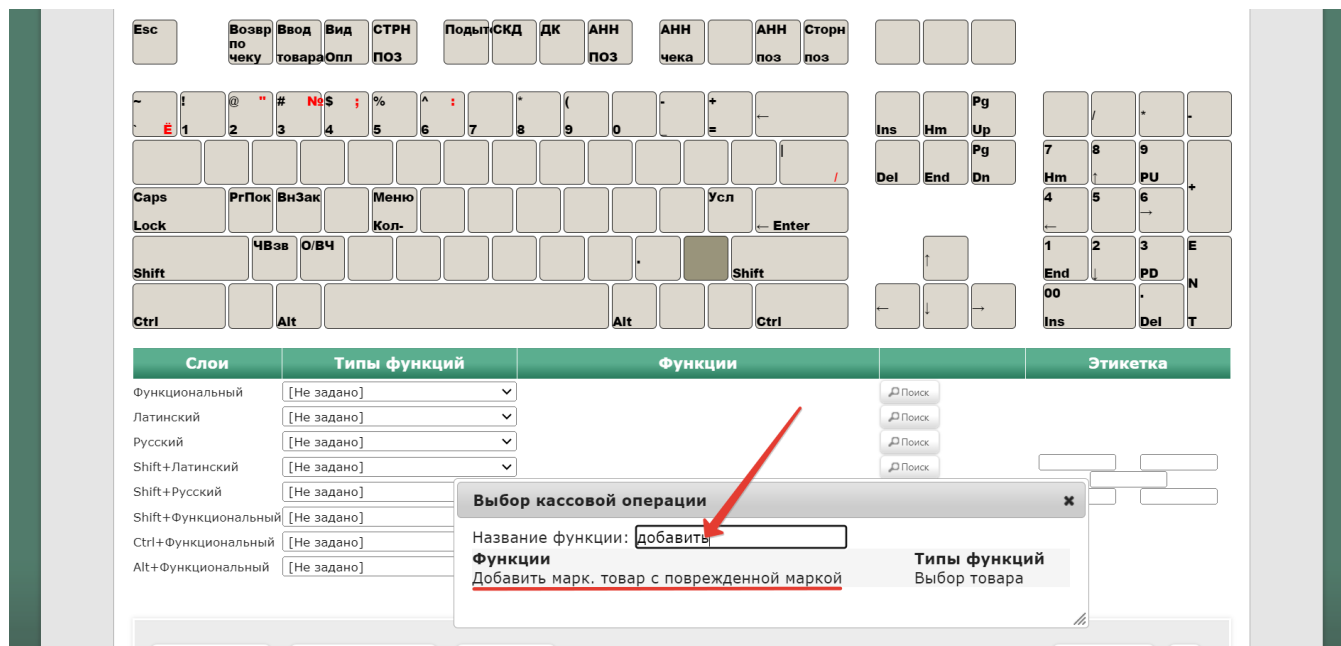 Esc Возвр Ввод Вид СТРН Подыт СКД ДК АНН АНН АНН Сторн
по
чеку товара Опл ПОЗ ПОЗ чека поз поз
~ ! @ " # № $ ; % ^ : * ( - + ← Pg / * -
` Ё 1 2 3 4 5 6 7 8 9 0 _ = Ins Hm Up
| Pg 7 8 9
/ Del End Dn Hm ↑ PU +
Caps РгПок ВнЗак Меню Усл 4 5 6
Lock Кол- ← Enter ← →
ЧВзв О/ВЧ 1 2 3 E
Shift . Shift ↑ End ↓ PD
N
00 .
Ctrl Alt Alt Ctrl ← ↓ → Ins Del T
Слои Типы функций Функции Этикетка
Функциональный [Не задано] Поиск
Латинский [Не задано] Поиск
Русский [Не задано] Поиск
Shift+Латинский [Не задано] Поиск
Shift+Русский [Не задано]
Shift+Функциональный [Не задано]
Ctrl+Функциональный [Не задано]
Alt+Функциональный [Не задано]
Выбор кассовой операции ✖
Название функции: добавить
Функции Типы функций
Добавить марк. товар с поврежденной маркой Выбор товара